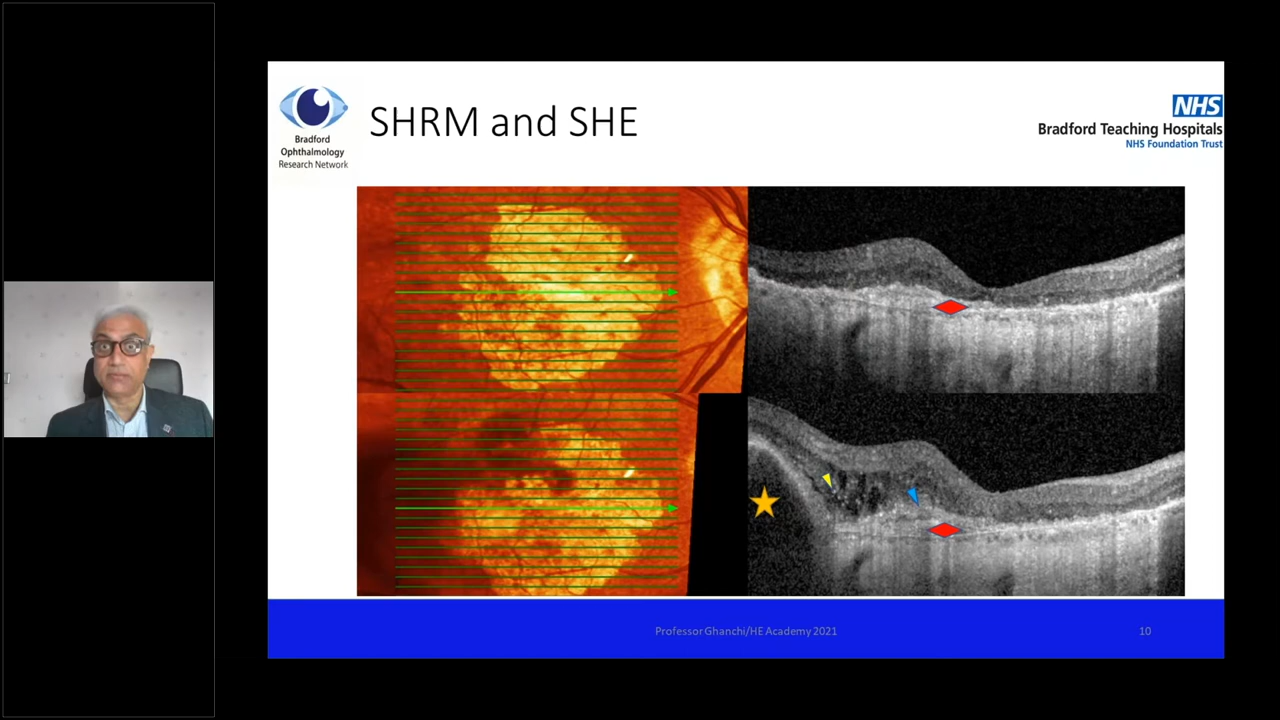 Bradford
Ophthalmology
Research Network
SHRM and SHE
NHS
Bradford Teaching Hospitals
NHS Foundation Trust
Professor Ghanchi/HE Academy 2021
10